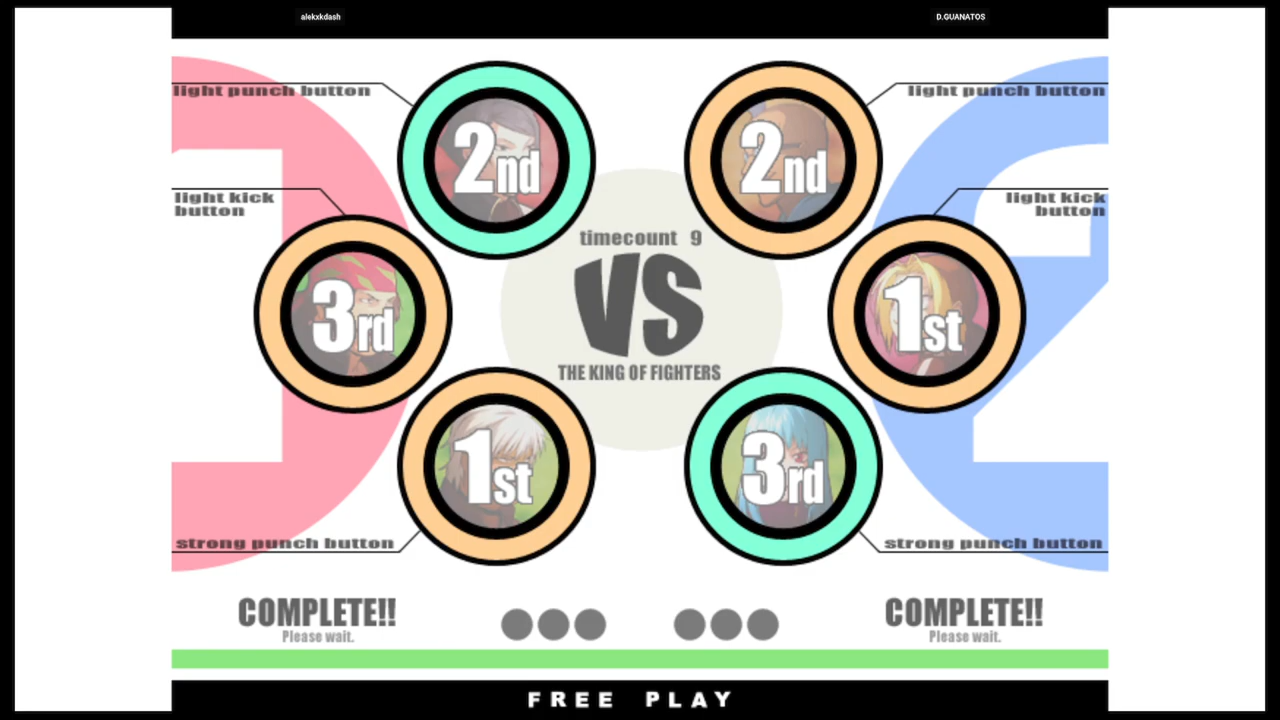 alekxkdash
D.GUANATOS
light punch button
light punch button
2nd
2nd
light kick
button
light kick
button
timecount 9
VS
THE KING OF FIGHTERS
3rd
1st
1st
3rd
strong punch button
strong punch button
COMPLETE!!
Please wait.
COMPLETE!!
Please wait.
FREE PLAY